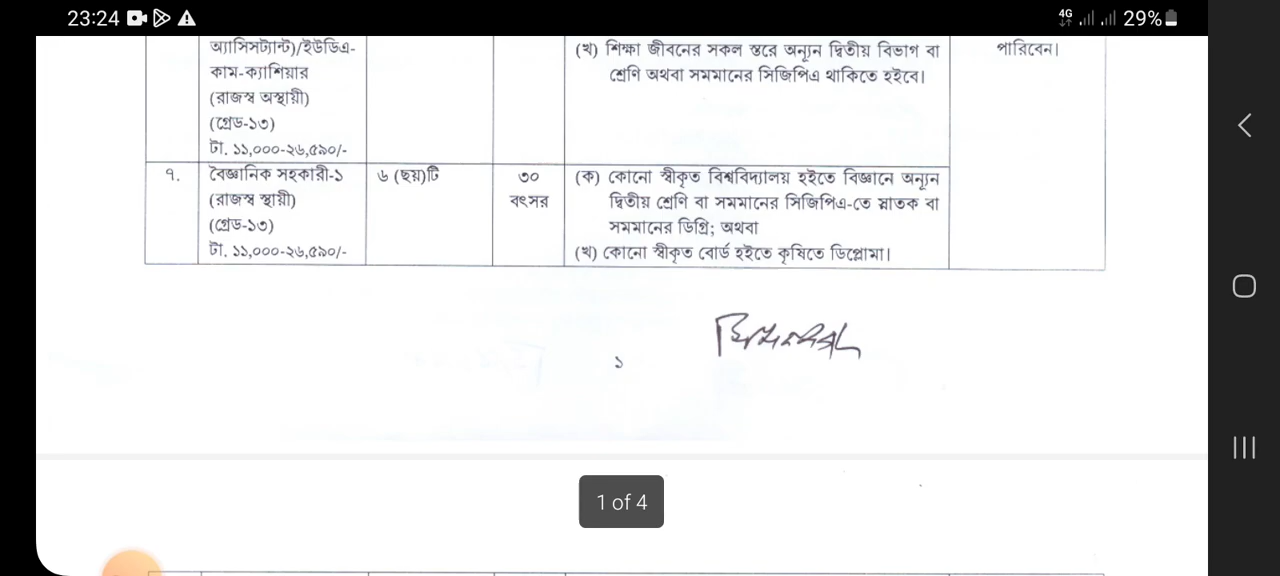 23:24
4G 29%
অ্যাসিসট্যান্ট)/ইউডিএ-
কাম-ক্যাশিয়ার
(রাজস্ব অস্থায়ী)
(গ্রেড-১৩)
টা. ১১,০০০-২৬,৫৯০/-
(খ) শিক্ষা জীবনের সকল স্তরে অন্যূন দ্বিতীয় বিভাগ বা
শ্রেণি অথবা সমমানের সিজিপিএ থাকিতে হইবে।
পারিবেন।
৭.
বৈজ্ঞানিক সহকারী-১
(রাজস্ব স্থায়ী)
(গ্রেড-১৩)
টা. ১১,০০০-২৬,৫৯০/-
৬ (ছয়)টি
৩০
বৎসর
(ক) কোনো স্বীকৃত বিশ্ববিদ্যালয় হইতে বিজ্ঞানে অন্যূন
দ্বিতীয় শ্রেণি বা সমমানের সিজিপিএ-তে স্নাতক বা
সমমানের ডিগ্রি; অথবা
(খ) কোনো স্বীকৃত বোর্ড হইতে কৃষিতে ডিপ্লোমা।
১
1 of 4